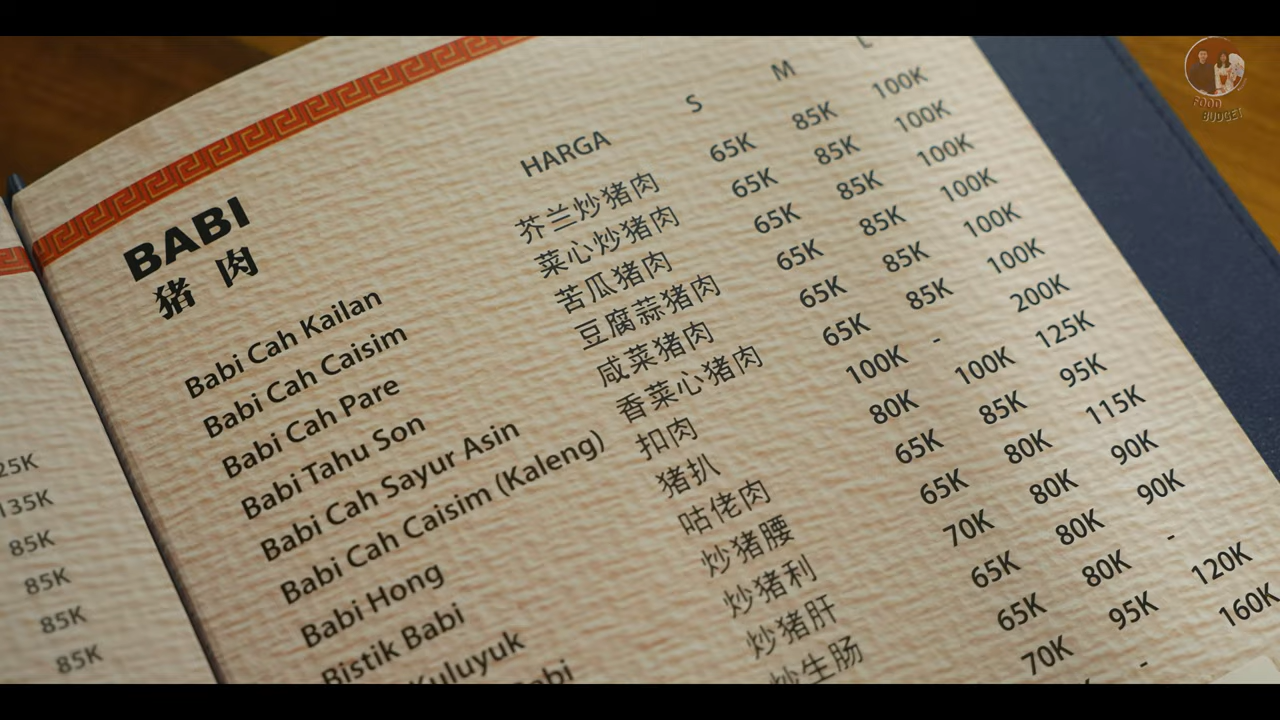 25K
135K
85K
85K
85K
85K
BABI
猪肉
HARGA S M L
Babi Cah Kailan 芥兰炒猪肉 65K 85K 100K
Babi Cah Caisim 菜心炒猪肉 65K 85K 100K
Babi Cah Pare 苦瓜猪肉 65K 85K 100K
Babi Tahu Son 豆腐蒜猪肉 65K 85K 100K
Babi Cah Sayur Asin 咸菜猪肉 65K 85K 100K
Babi Cah Caisim (Kaleng) 香菜心猪肉 65K 85K 100K
Babi Hong 扣肉 100K - 200K
Bistik Babi 猪扒 80K 100K 125K
Kuluyuk 咕佬肉 65K 85K 95K
炒猪腰 65K 80K 115K
炒猪利 70K 80K 90K
炒猪肝 65K 80K 90K
炒生肠 65K 80K -
70K 95K 120K
- 160K
FOOD
BUDGET